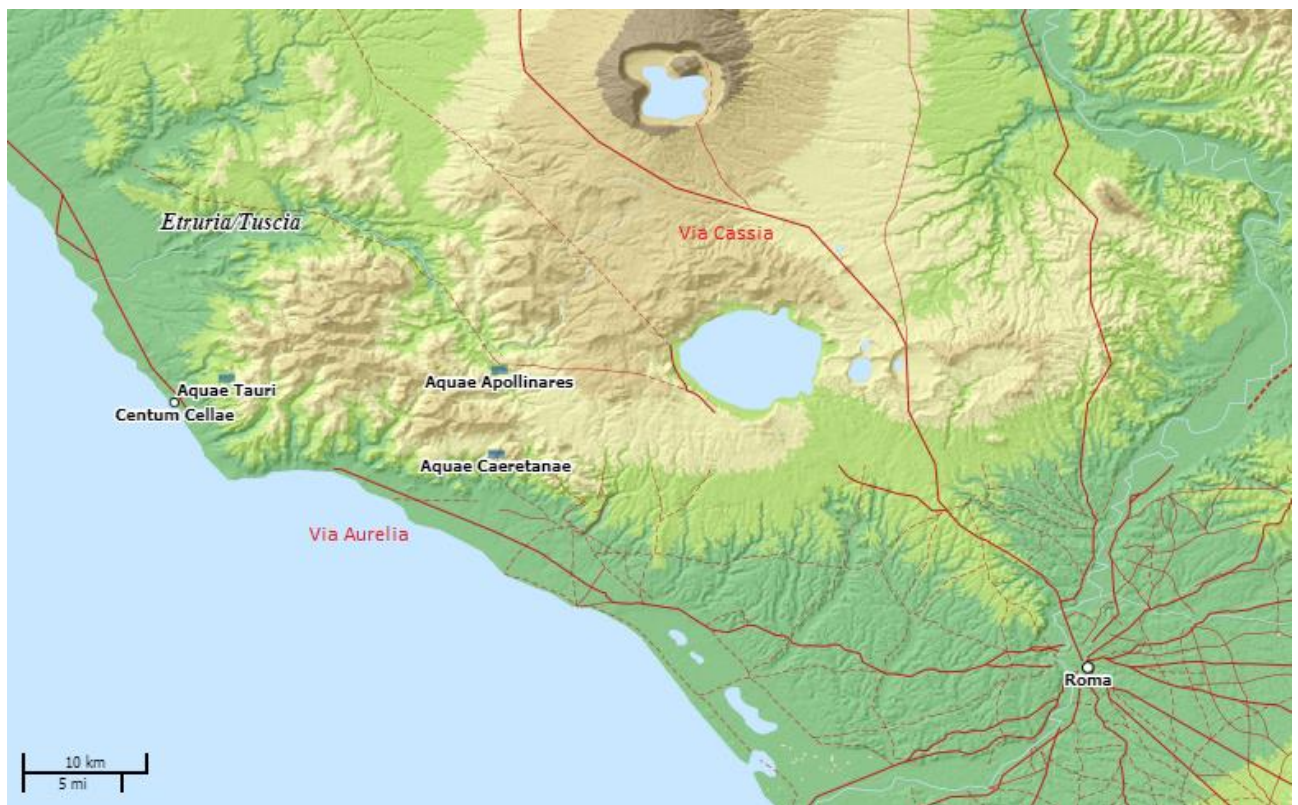 Etruria/Tuscia
Via Cassia
Aquae Tauri
Aquae Apollinares
Centum Cellae
Aquae Caeretanae
Via Aurelia
Roma
10 km
5 mi